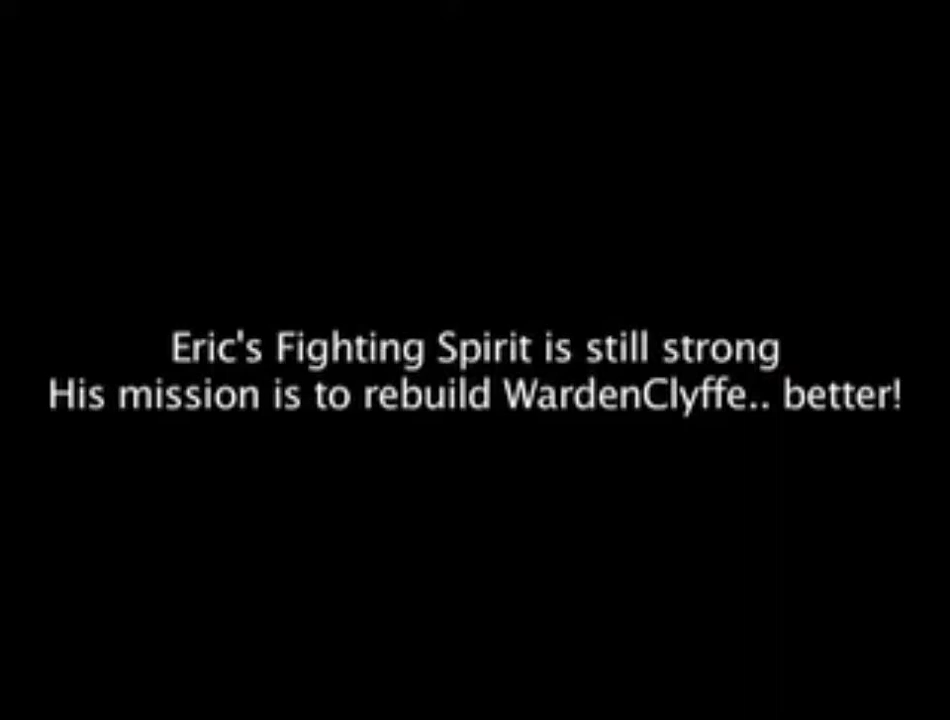 Eric's Fighting Spirit is still strong
His mission is to rebuild WardenClyffe.. better!